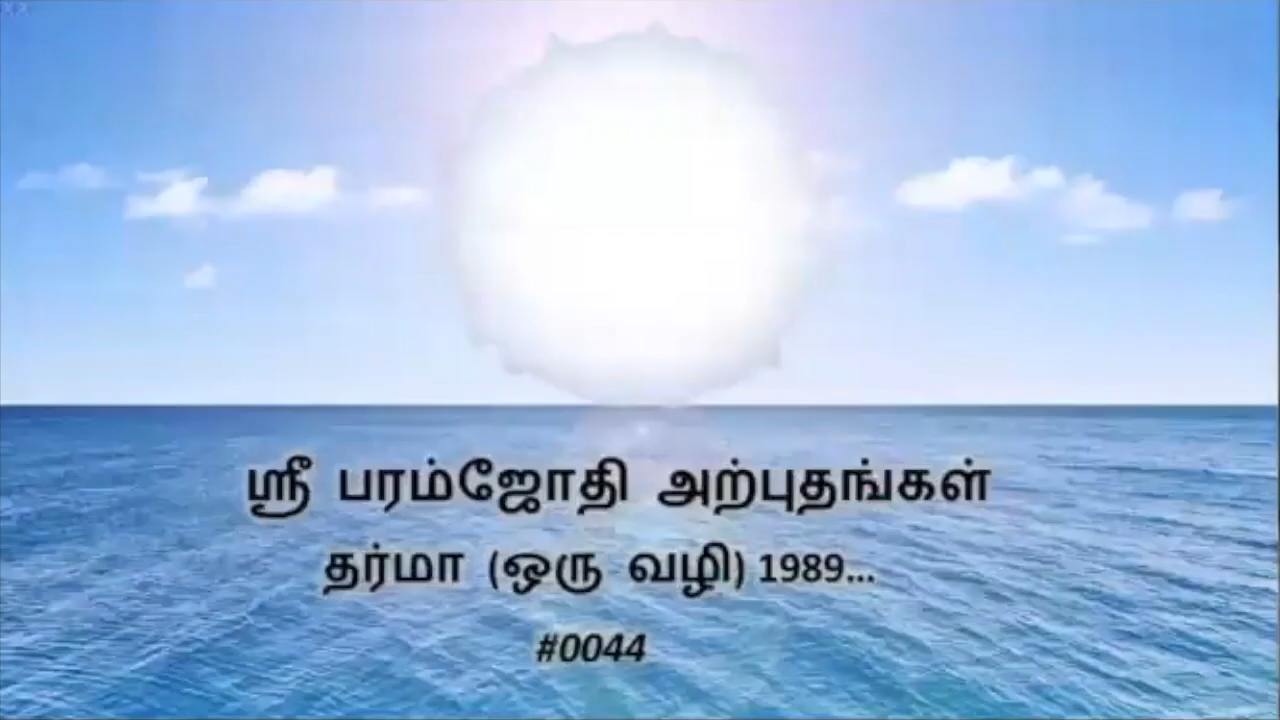 ஸ்ரீ பரம்ஜோதி அற்புதங்கள்
தர்மா (ஒரு வழி) 1989...
#0044